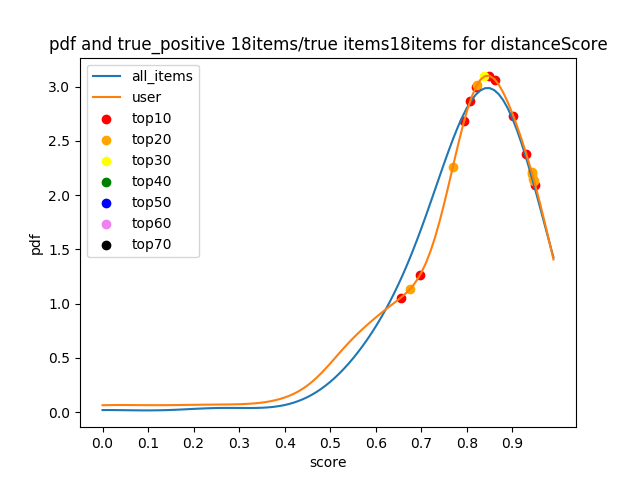 pdf and true_positive 18items/true items18items for distanceScore
all_items
user
top10
top20
top30
top40
top50
top60
top70
3.0
2.5
2.0
1.5
1.0
0.5
0.0
pdf
0.0 0.1 0.2 0.3 0.4 0.5 0.6 0.7 0.8 0.9
score